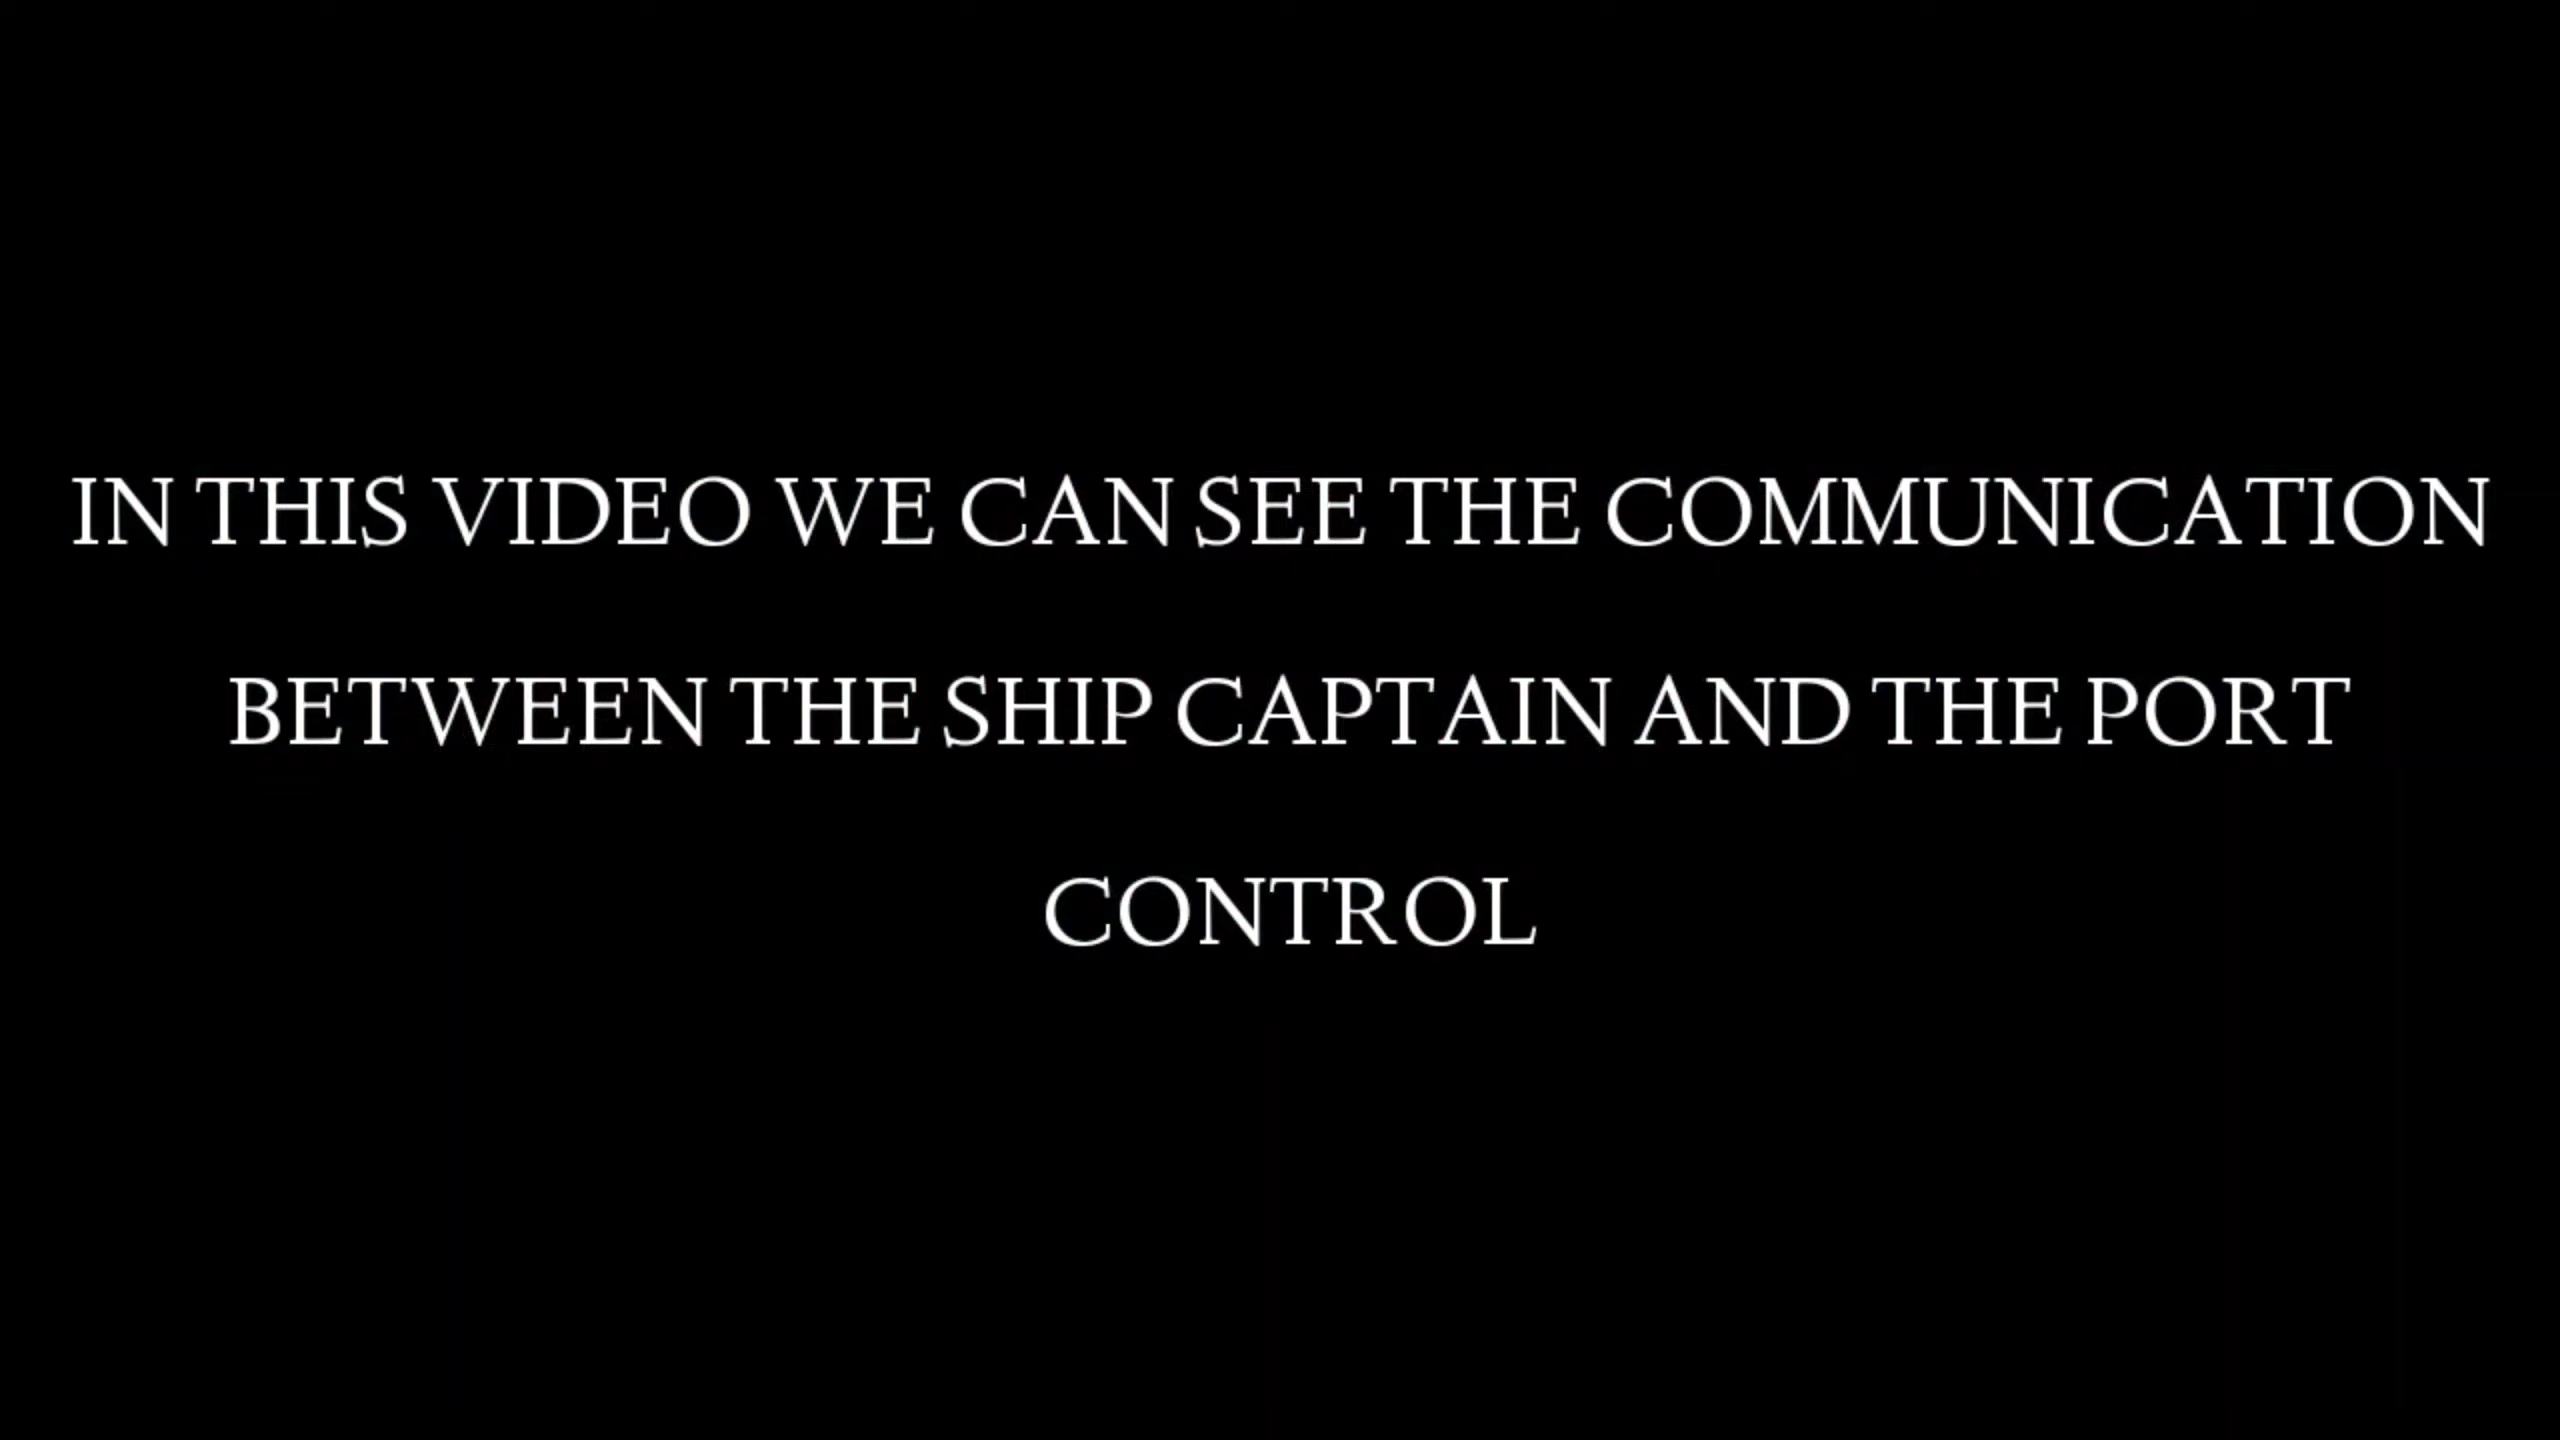 IN THIS VIDEO WE CAN SEE THE COMMUNICATION
BETWEEN THE SHIP CAPTAIN AND THE PORT
CONTROL